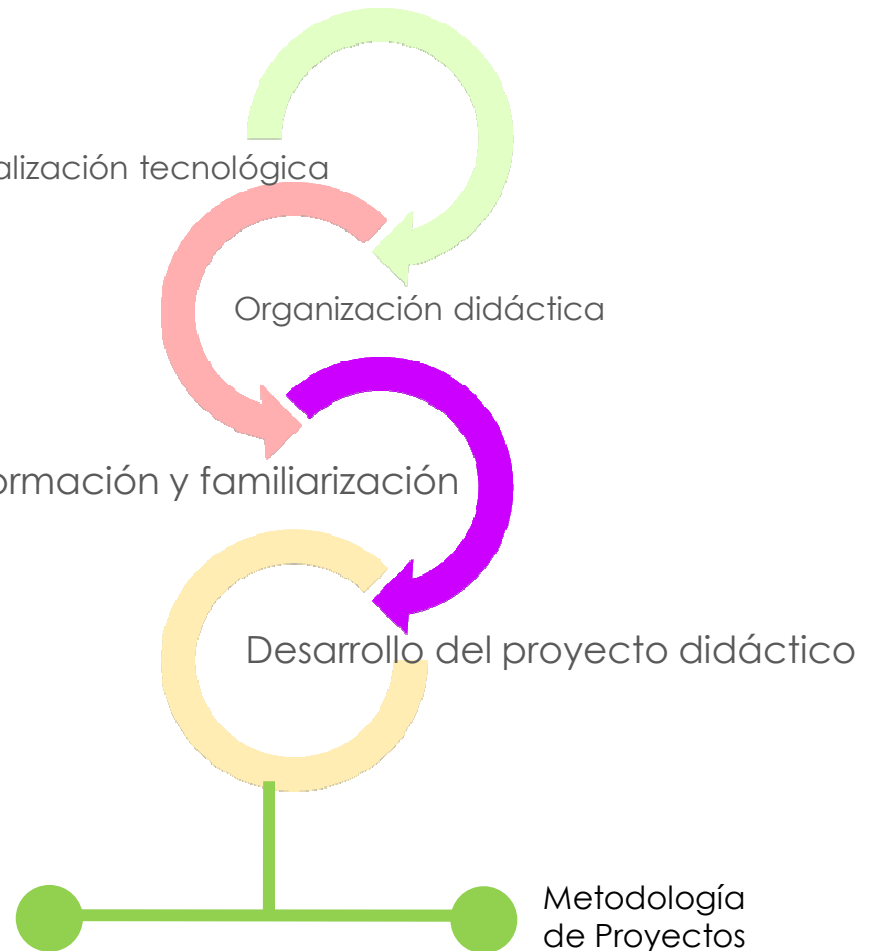 alización tecnológica
Organización didáctica
ormación y familiarización
Desarrollo del proyecto didáctico
Metodología
de Proyectos